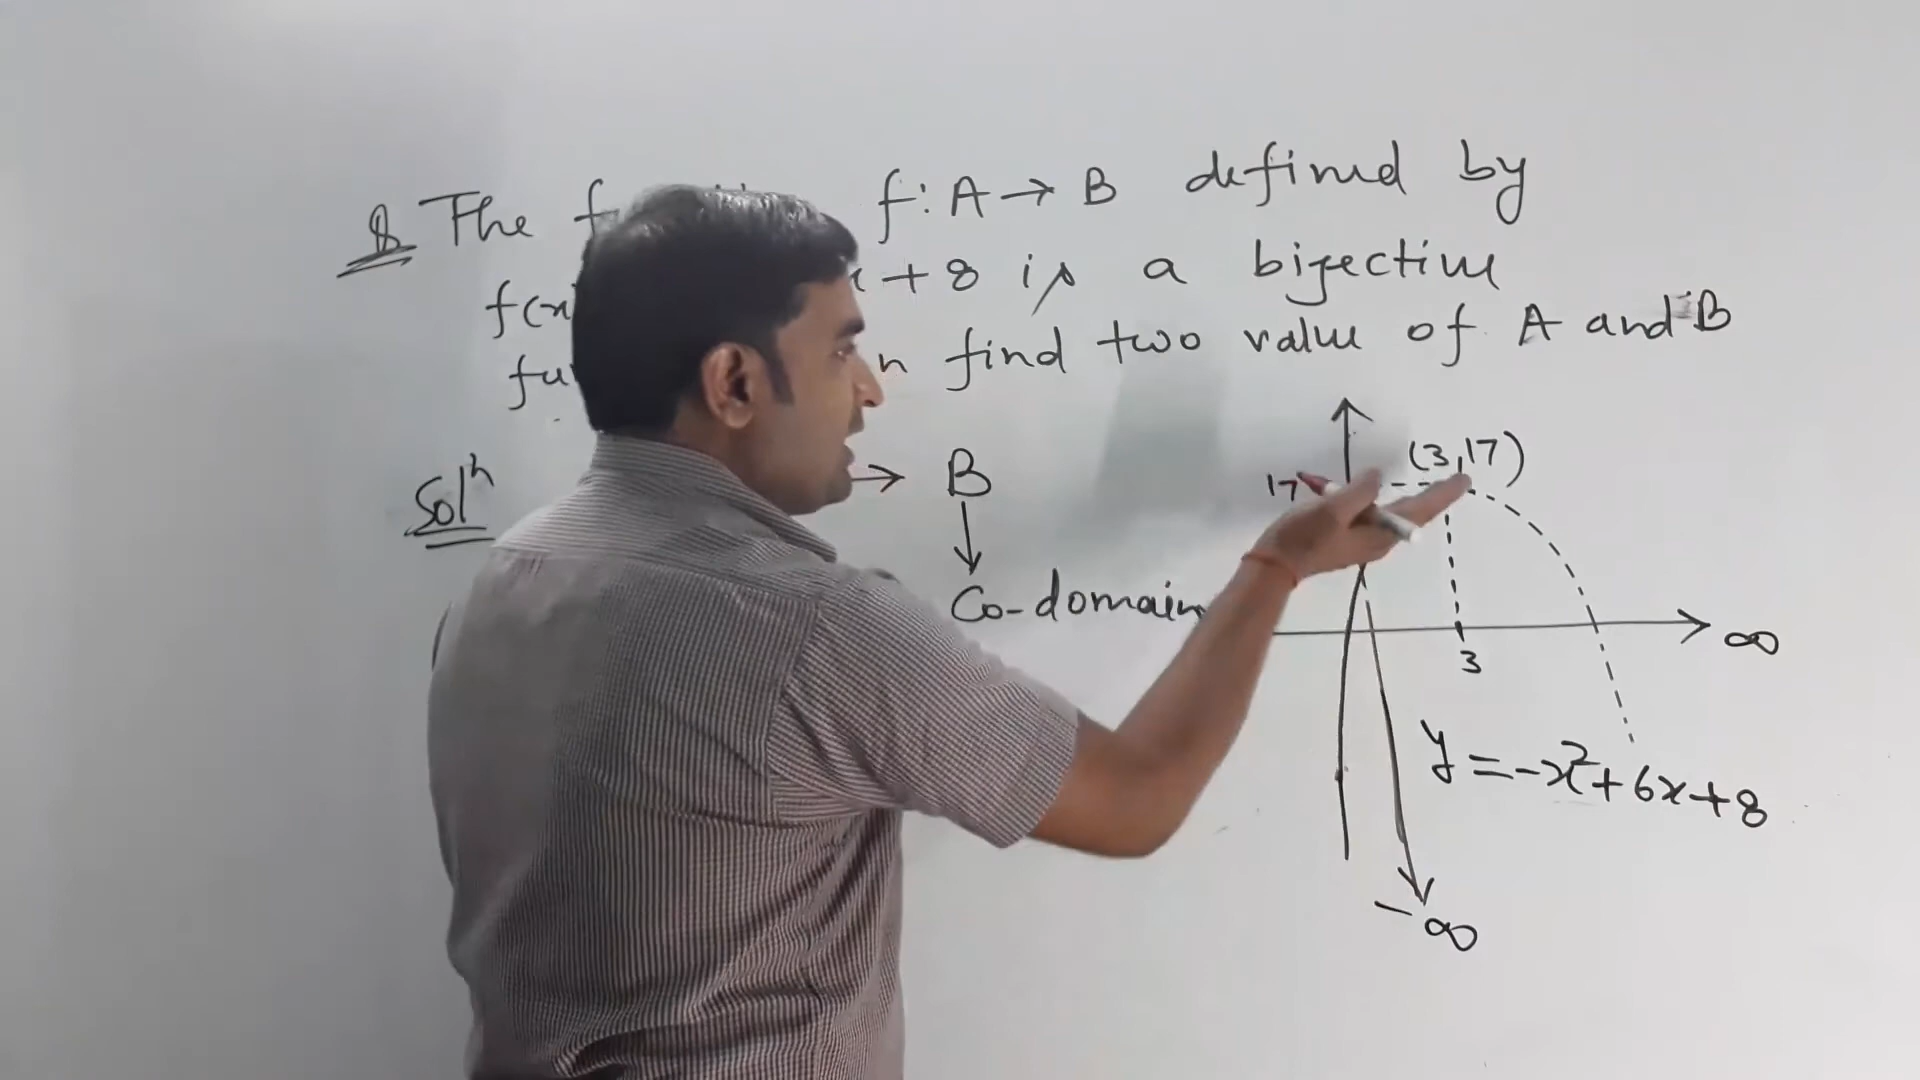 Q The f: A → B defined by
f(x + 8 is a bijective
find two value of A and B
Solⁿ → B
Co-domain
(3,17)
17
3
∞
y = -x²+6x+8
-∞